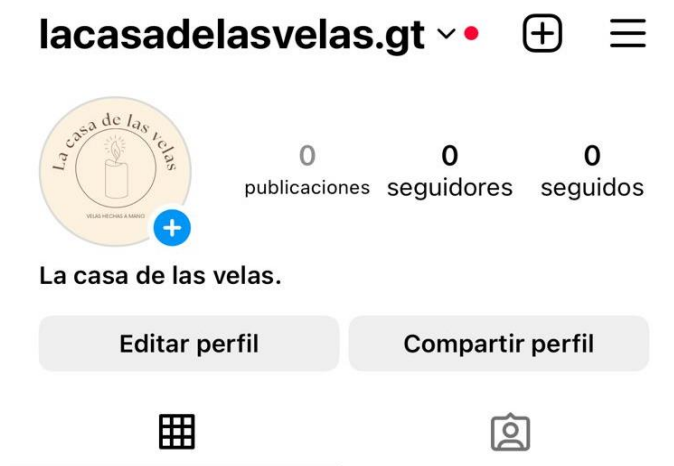 lacasadelasvelas.gt
La casa de las velas
VELAS HECHAS A MANO
0 0 0
publicaciones seguidores seguidos
La casa de las velas.
Editar perfil Compartir perfil